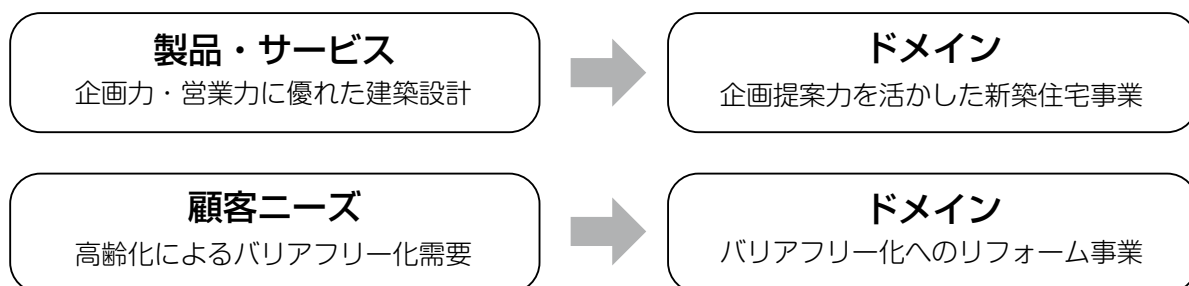 製品・サービス
企画力・営業力に優れた建築設計
ドメイン
企画提案力を活かした新築住宅事業
顧客ニーズ
高齢化によるバリアフリー化需要
ドメイン
バリアフリー化へのリフォーム事業